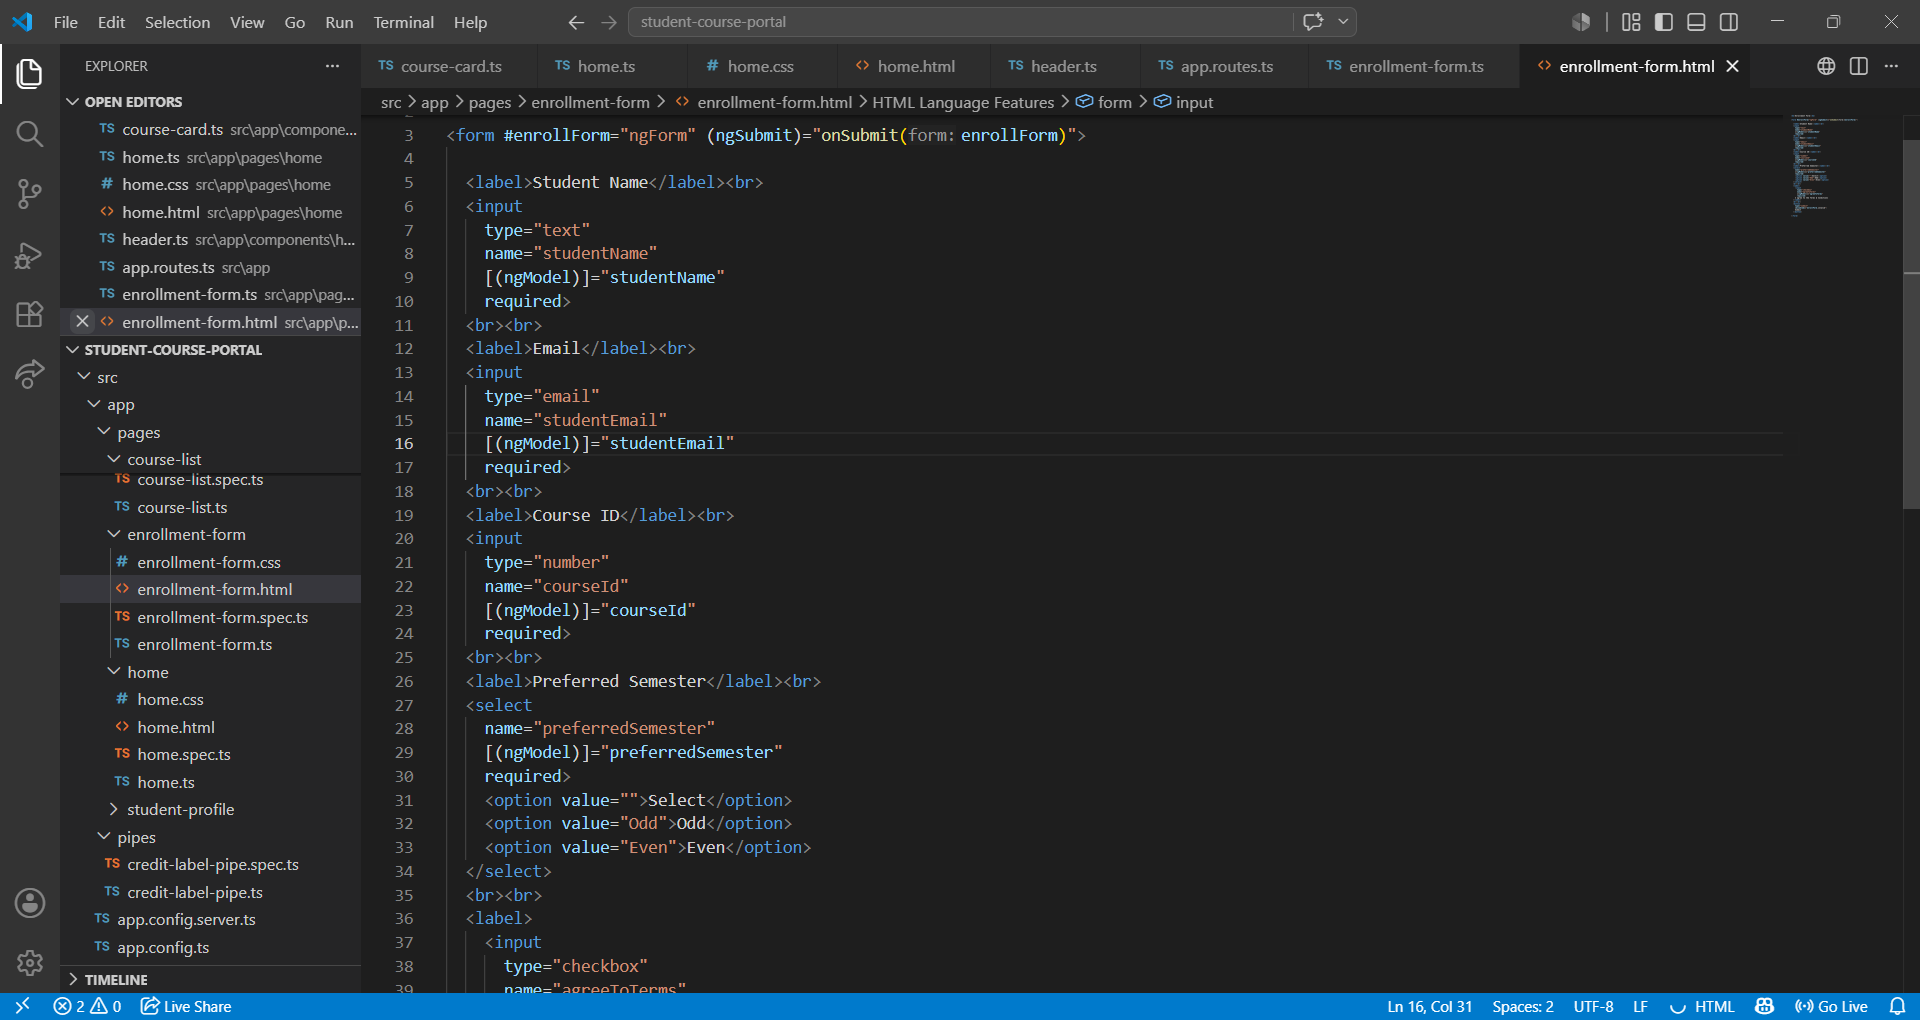 File Edit Selection View Go Run Terminal Help
student-course-portal
EXPLORER
OPEN EDITORS
TS course-card.ts src\app\compone...
TS home.ts src\app\pages\home
# home.css src\app\pages\home
<> home.html src\app\pages\home
TS header.ts src\app\components\h...
TS app.routes.ts src\app
TS enrollment-form.ts src\app\pag...
<> enrollment-form.html src\app\p...
STUDENT-COURSE-PORTAL
src
app
pages
course-list
TS course-list.spec.ts
TS course-list.ts
enrollment-form
# enrollment-form.css
<> enrollment-form.html
TS enrollment-form.spec.ts
TS enrollment-form.ts
home
# home.css
<> home.html
TS home.spec.ts
TS home.ts
student-profile
pipes
TS credit-label-pipe.spec.ts
TS credit-label-pipe.ts
TS app.config.server.ts
TS app.config.ts
TIMELINE
TS course-card.ts TS home.ts # home.css <> home.html TS header.ts TS app.routes.ts TS enrollment-form.ts <> enrollment-form.html
src > app > pages > enrollment-form > <> enrollment-form.html > HTML Language Features > form > input
3 <form #enrollForm="ngForm" (ngSubmit)="onSubmit(form: enrollForm)">
4
5 <label>Student Name</label><br>
6 <input
7 type="text"
8 name="studentName"
9 [(ngModel)]="studentName"
10 required>
11 <br><br>
12 <label>Email</label><br>
13 <input
14 type="email"
15 name="studentEmail"
16 [(ngModel)]="studentEmail"
17 required>
18 <br><br>
19 <label>Course ID</label><br>
20 <input
21 type="number"
22 name="courseId"
23 [(ngModel)]="courseId"
24 required>
25 <br><br>
26 <label>Preferred Semester</label><br>
27 <select
28 name="preferredSemester"
29 [(ngModel)]="preferredSemester"
30 required>
31 <option value="">Select</option>
32 <option value="Odd">Odd</option>
33 <option value="Even">Even</option>
34 </select>
35 <br><br>
36 <label>
37 <input
38 type="checkbox"
39 name="agreeToTerms"
2 0 Live Share Ln 16, Col 31 Spaces: 2 UTF-8 LF HTML Go Live